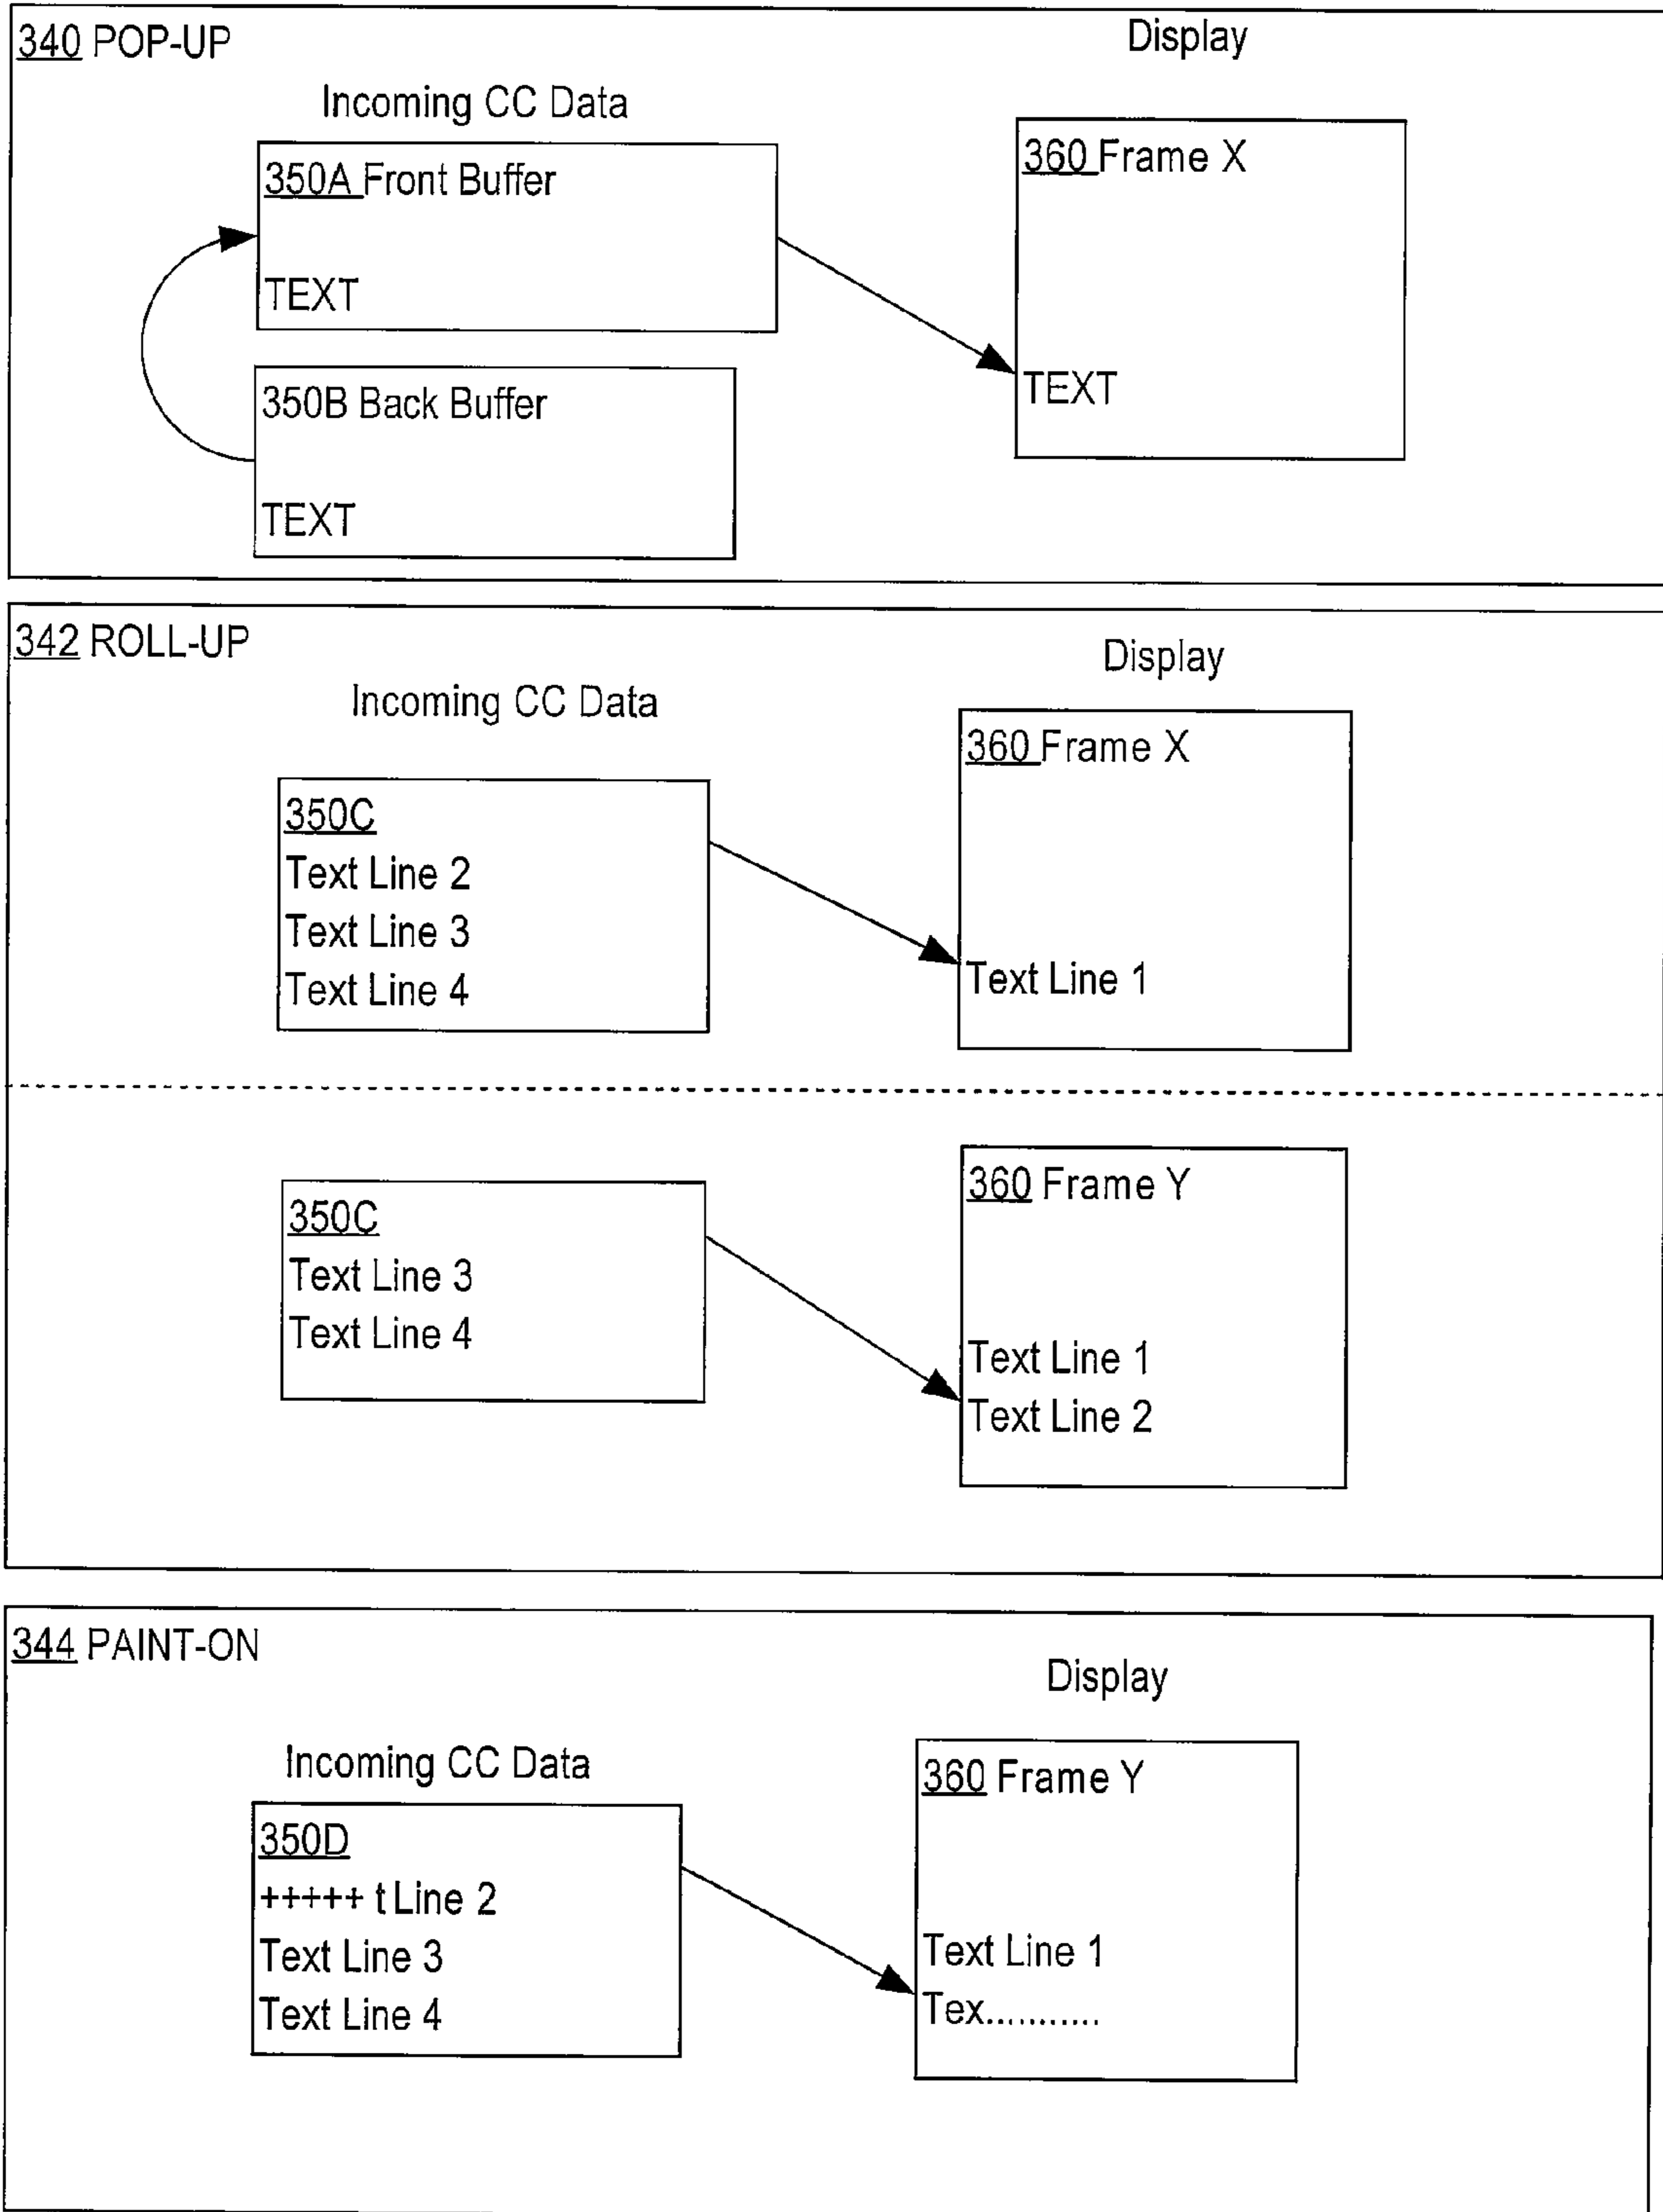 340 POP-UP
Display
Incoming CC Data
350A Front Buffer
TEXT
360 Frame X
TEXT
350B Back Buffer
TEXT
342 ROLL-UP
Display
Incoming CC Data
360 Frame X
350C
Text Line 2
Text Line 3
Text Line 4
Text Line 1
360 Frame Y
350C
Text Line 3
Text Line 4
Text Line 1
Text Line 2
344 PAINT-ON
Display
Incoming CC Data
360 Frame Y
350D
+++++ t Line 2
Text Line 3
Text Line 4
Text Line 1
Tex...........